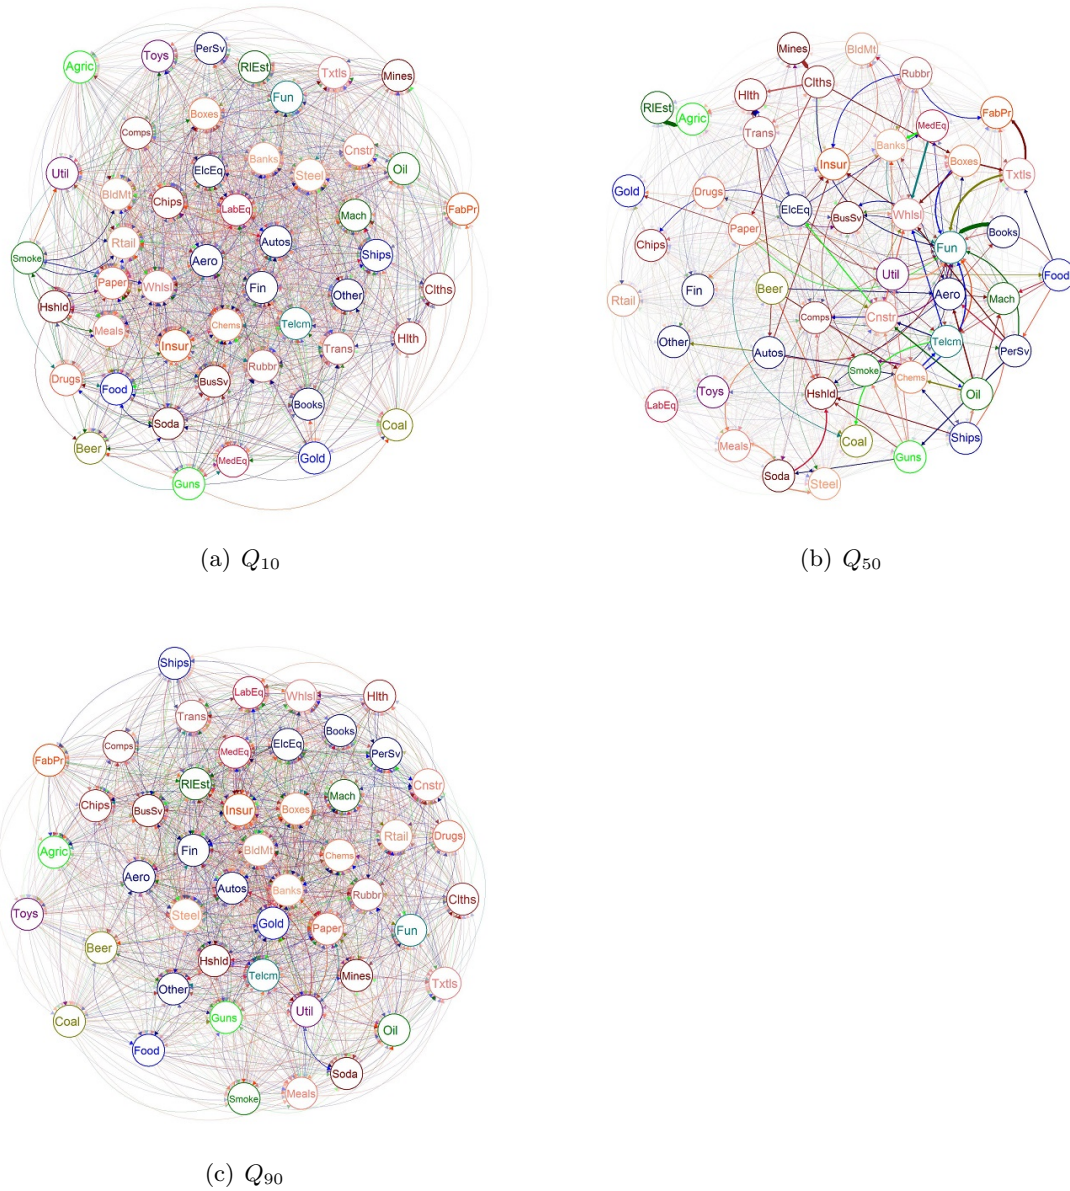 PerSv
Toys
Agric
RlEst
Txtls
Mines
Fun
Boxes
Comps
Cnstr
Banks
Oil
Util
ElcEq
Steel
BldMt
Chips
LabEq
FabPr
Mach
Rtail
Autos
Ships
Smoke
Aero
Paper
Whlsl
Fin
Other
Clths
Hshld
Chems
Telcm
Meals
Hlth
Insur
Trans
Rubbr
Drugs
Food
BusSv
Books
Soda
Coal
Beer
MedEq
Gold
Guns
(a) Q10
Mines
BldMt
Rubbr
Clths
Hlth
RlEst
Agric
FabPr
MedEq
Trans
Banks
Boxes
Insur
Txtls
Gold
Drugs
ElcEq
BusSv
Whlsl
Paper
Books
Chips
Fun
Util
Food
Rtail
Fin
Beer
Aero
Mach
Comps
Cnstr
Other
Autos
Telcm
PerSv
Smoke
Chems
Toys
Hshld
Oil
LabEq
Meals
Coal
Ships
Guns
Soda
Steel
(b) Q50
Ships
LabEq
Whlsl
Hlth
Trans
Books
Comps
MedEq
ElcEq
PerSv
FabPr
RlEst
Cnstr
Chips
BusSv
Insur
Boxes
Mach
Rtail
Drugs
Agric
Fin
BldMt
Chems
Aero
Autos
Banks
Rubbr
Clths
Toys
Steel
Gold
Paper
Fun
Beer
Hshld
Telcm
Mines
Txtls
Other
Coal
Guns
Util
Oil
Food
Soda
Smoke
Meals
(c) Q90